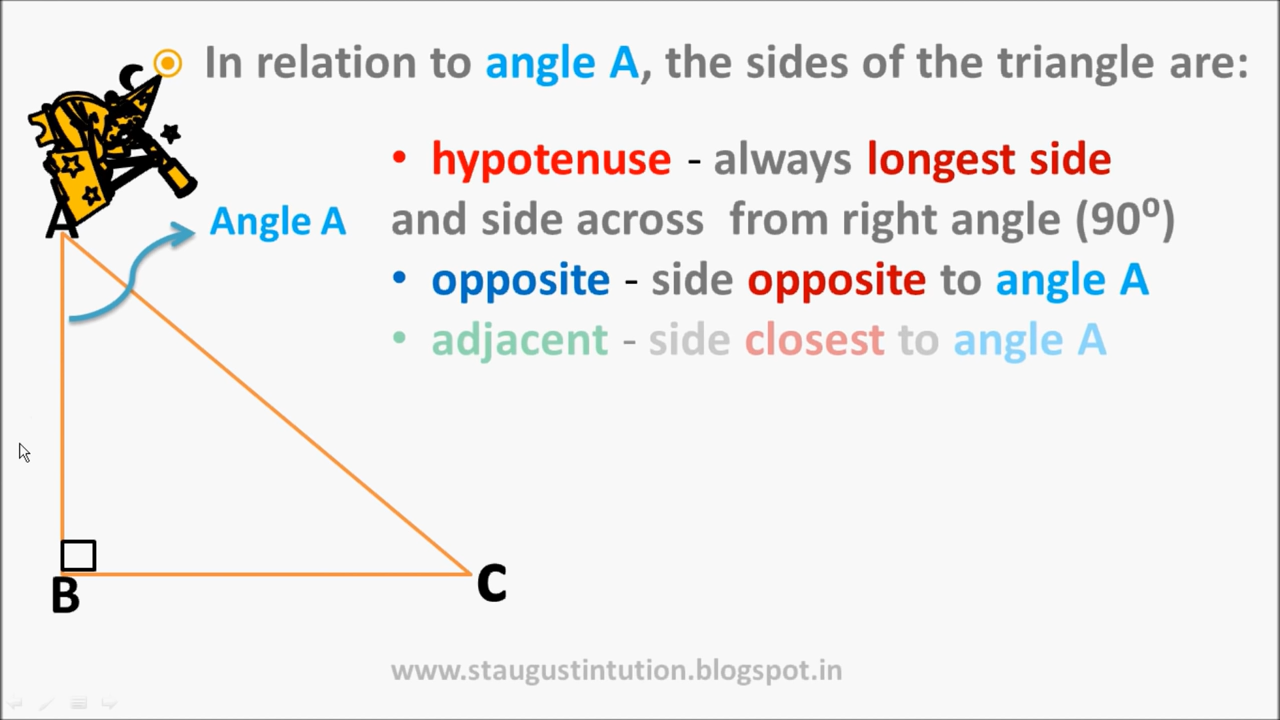 In relation to angle A, the sides of the triangle are:
• hypotenuse - always longest side
and side across from right angle (90⁰)
• opposite - side opposite to angle A
• adjacent - side closest to angle A
A
Angle A
B
C
www.staugustintution.blogspot.in